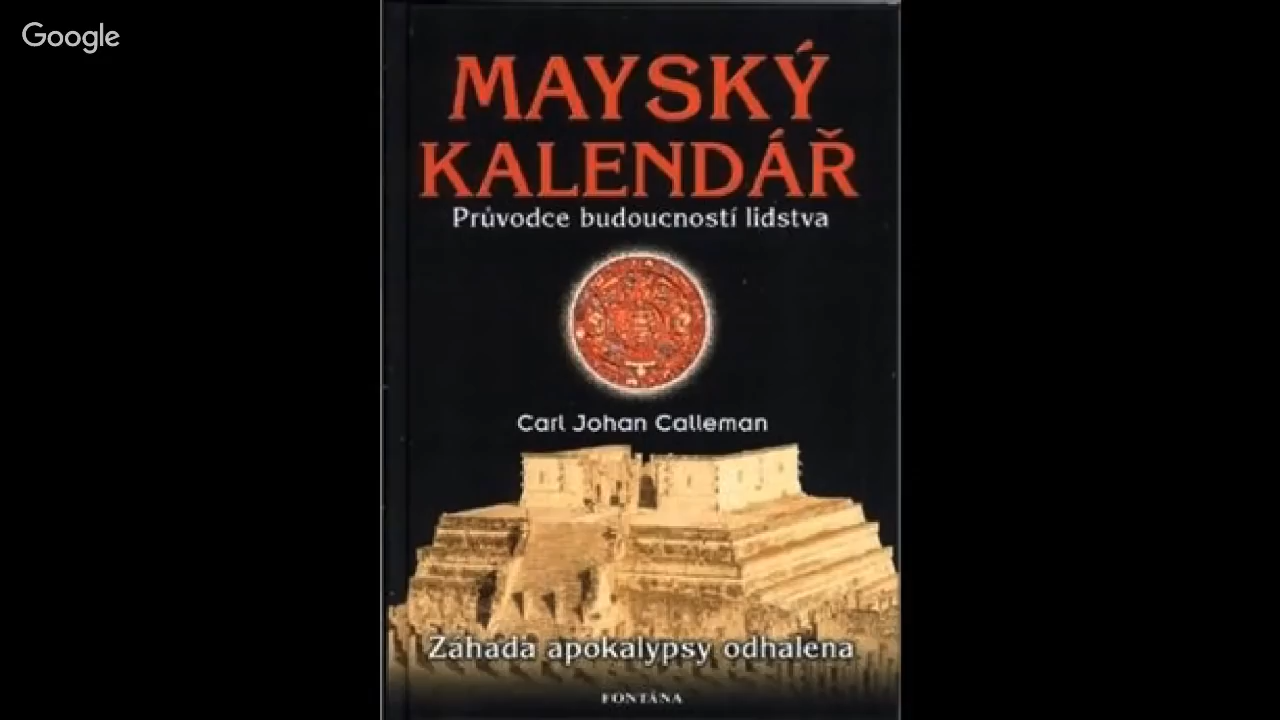 Google
MAYSKÝ
KALENDÁŘ
Průvodce budoucností lidstva
Carl Johan Calleman
Záhada apokalypsy odhalena
FONTÁNA